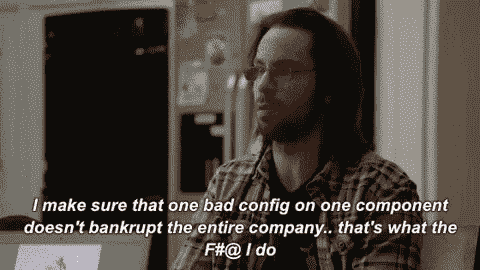 I make sure that one bad config on one component
doesn't bankrupt the entire company.. that's what the
F#@ I do